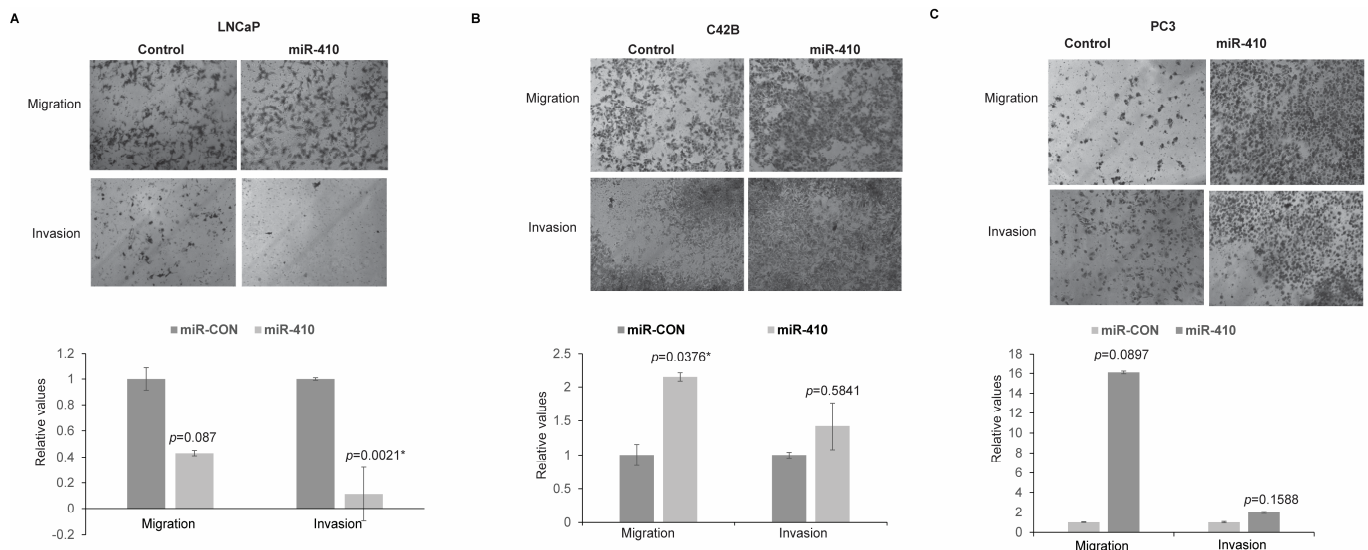 A
LNCaP
Control miR-410
Migration
Invasion
miR-CON miR-410
Relative values
1.2
1
0.8
0.6
0.4
0.2
0
-0.2
p=0.087
p=0.0021*
Migration Invasion
B
C42B
Control miR-410
Migration
Invasion
miR-CON miR-410
Relative values
2.5
2
1.5
1
0.5
0
p=0.0376*
p=0.5841
Migration Invasion
C
PC3
Control miR-410
Migration
Invasion
miR-CON miR-410
Relative values
18
16
14
12
10
8
6
4
2
0
p=0.0897
p=0.1588
Migration Invasion